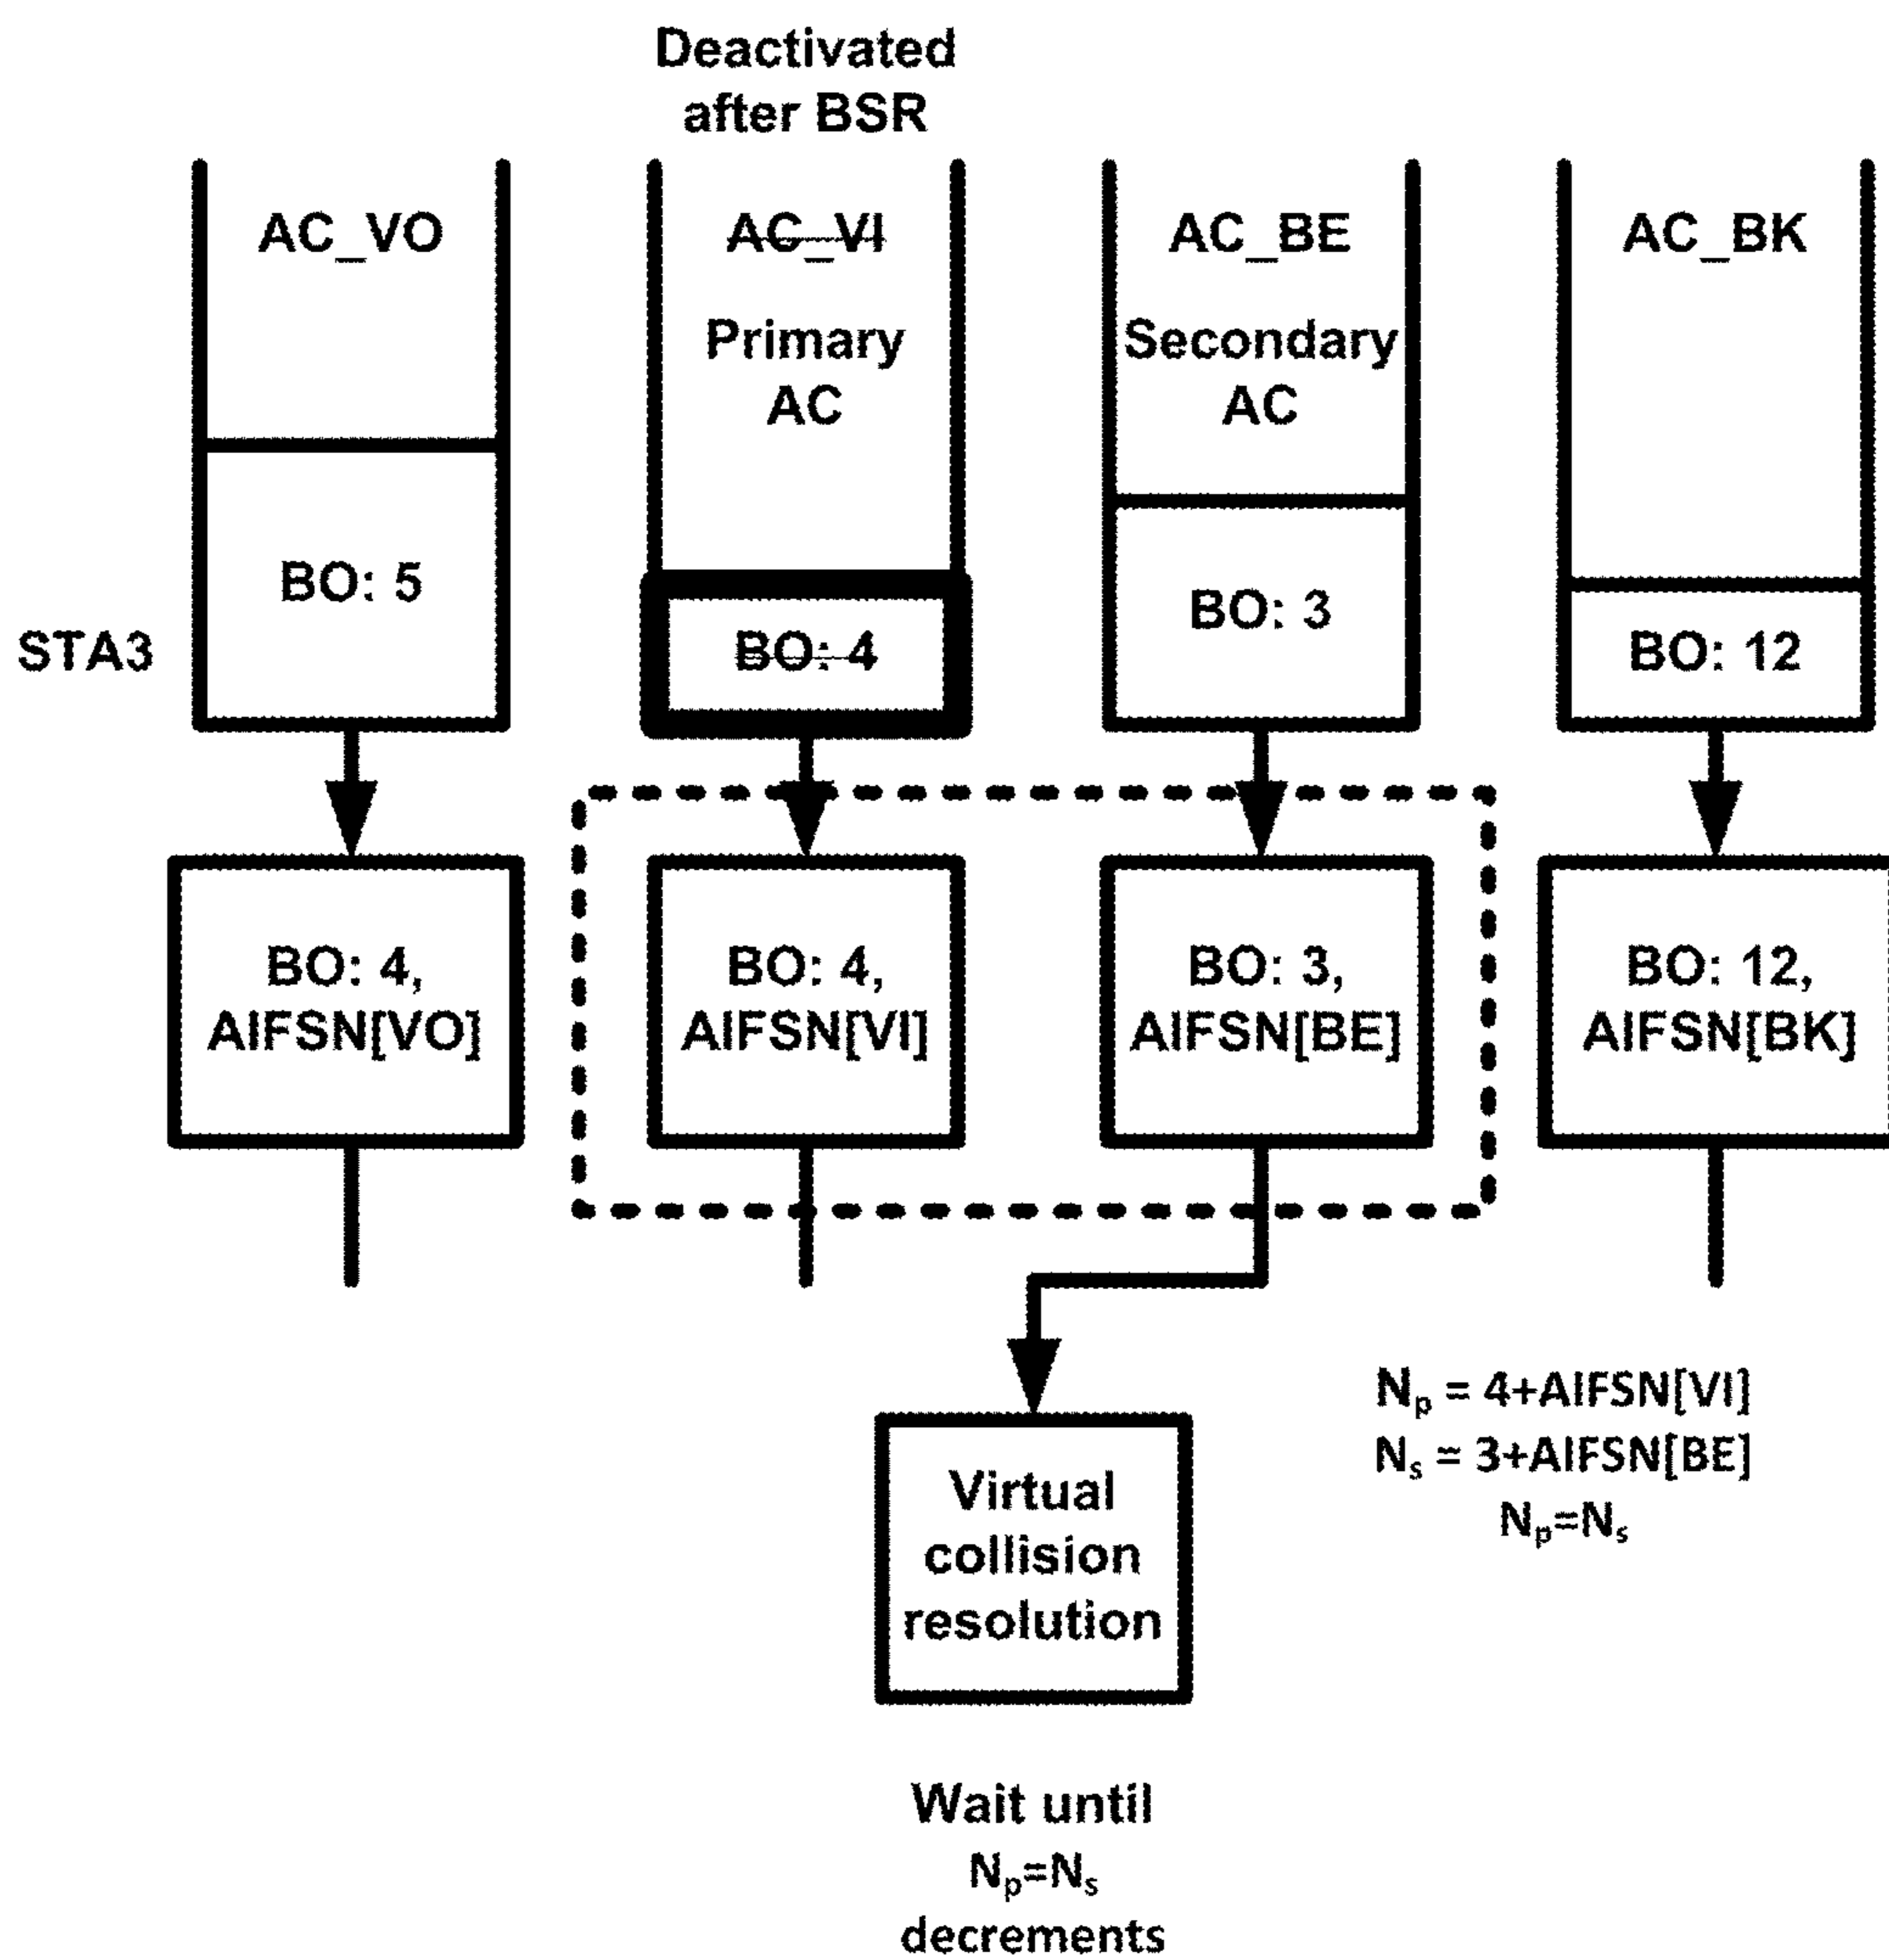 Deactivated
after BSR
AC_VO
AC_VI
AC_BE
AC_BK
Primary
AC
Secondary
AC
STA3
BO: 5
BO: 4
BO: 3
BO: 12
BO: 4,
AIFSN[VO]
BO: 4,
AIFSN[VI]
BO: 3,
AIFSN[BE]
BO: 12,
AIFSN[BK]
Np = 4+AIFSN[VI]
Ns = 3+AIFSN[BE]
Np=Ns
Virtual
collision
resolution
Wait until
Np=Ns
decrements